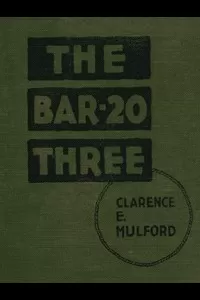 THE
BAR-20
THREE
CLARENCE
E.
MULFORD